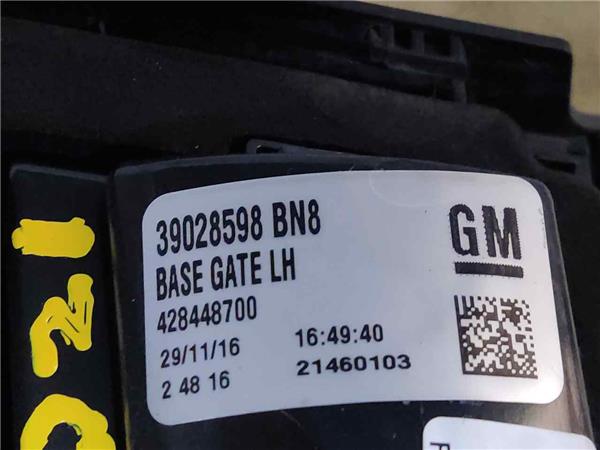 39028598 BN8
BASE GATE LH
428448700
29/11/16 16:49:40
2 48 16 21460103
GM